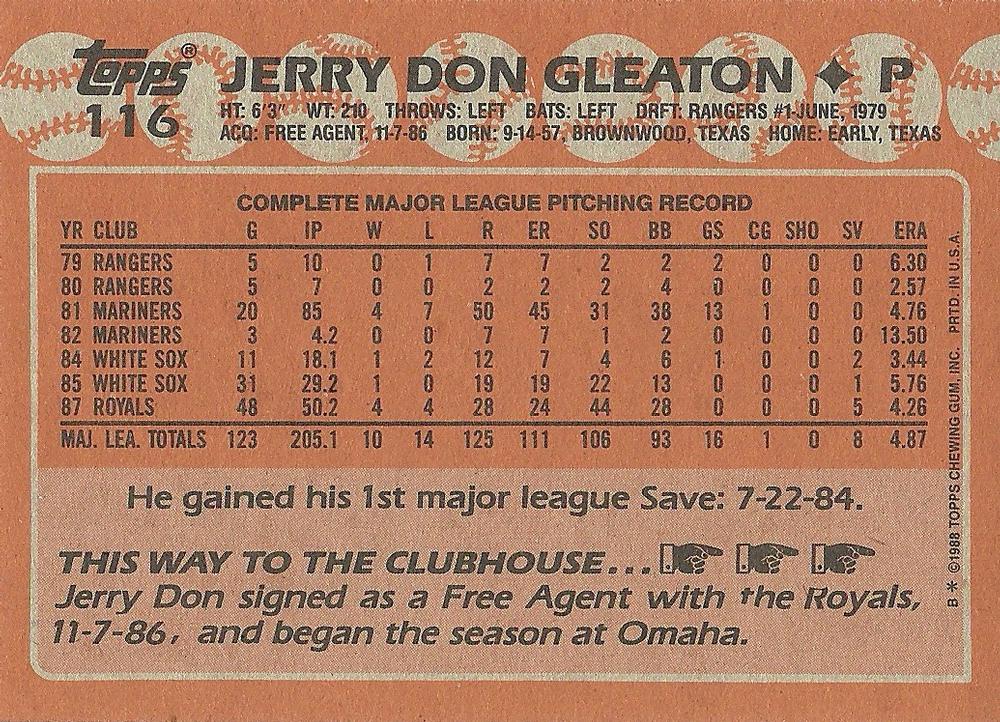 Topps® JERRY DON GLEATON ✦ P
116 HT: 6'3" WT: 210 THROWS: LEFT BATS: LEFT DRFT: RANGERS #1-JUNE, 1979
ACQ: FREE AGENT, 11-7-86 BORN: 9-14-57, BROWNWOOD, TEXAS HOME: EARLY, TEXAS
COMPLETE MAJOR LEAGUE PITCHING RECORD
YR CLUB G IP W L R ER SO BB GS CG SHO SV ERA
79 RANGERS 5 10 0 1 7 7 2 2 2 0 0 0 6.30
80 RANGERS 5 7 0 0 2 2 2 4 0 0 0 0 2.57
81 MARINERS 20 85 4 7 50 45 31 38 13 1 0 0 4.76
82 MARINERS 3 4.2 0 0 7 7 1 2 0 0 0 0 13.50
84 WHITE SOX 11 18.1 1 2 12 7 4 6 1 0 0 2 3.44
85 WHITE SOX 31 29.2 1 0 19 19 22 13 0 0 0 1 5.76
87 ROYALS 48 50.2 4 4 28 24 44 28 0 0 0 5 4.26
MAJ. LEA. TOTALS 123 205.1 10 14 125 111 106 93 16 1 0 8 4.87
He gained his 1st major league Save: 7-22-84.
THIS WAY TO THE CLUBHOUSE...
Jerry Don signed as a Free Agent with the Royals,
11-7-86, and began the season at Omaha.
B * ©1988 TOPPS CHEWING GUM, INC. PRTD. IN U.S.A.